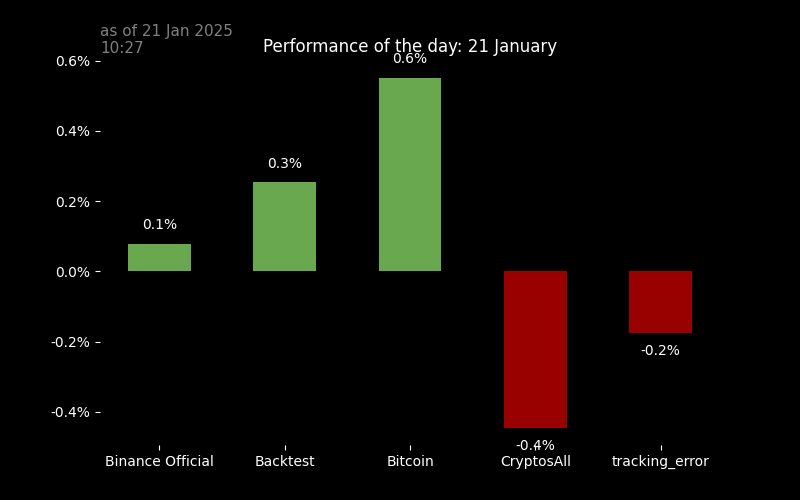 as of 21 Jan 2025
10:27
Performance of the day: 21 January
0.6%
0.4%
0.2%
0.0%
-0.2%
-0.4%
0.1%
0.3%
0.6%
-0.4%
-0.2%
Binance Official
Backtest
Bitcoin
CryptosAll
tracking_error